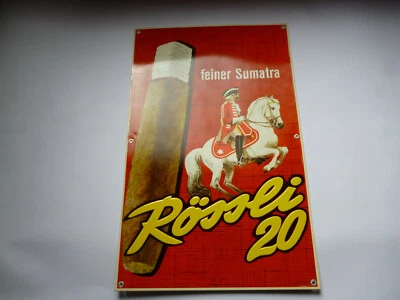 feiner Sumatra
Rössli
20